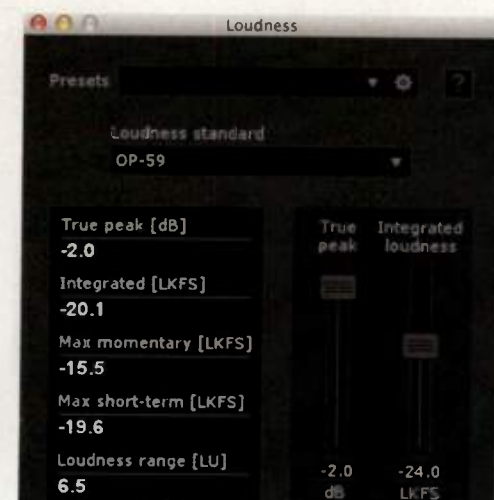 Loudness
Presets
?
Loudness standard
OP-59
True peak [dB]
-2.0
Integrated [LKFS]
-20.1
Max momentary [LKFS]
-15.5
Max short-term [LKFS]
-19.6
Loudness range [LU]
6.5
True peak
Integrated loudness
-2.0
dB
-24.0
LKFS